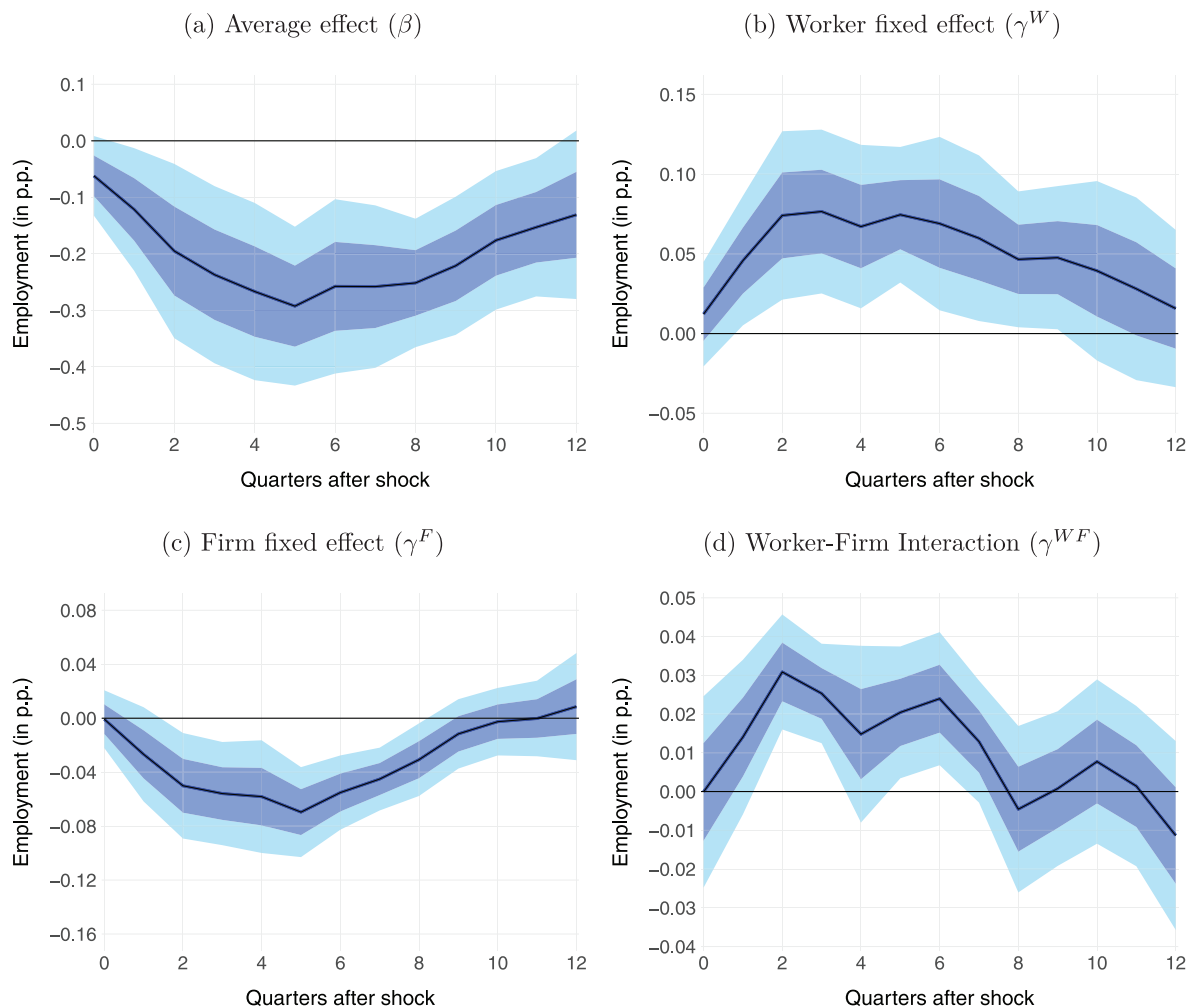 (a) Average effect (β)
Employment (in p.p.)
0.1
0.0
−0.1
−0.2
−0.3
−0.4
−0.5
0 2 4 6 8 10 12
Quarters after shock
(b) Worker fixed effect (γ^W)
Employment (in p.p.)
0.15
0.10
0.05
0.00
−0.05
0 2 4 6 8 10 12
Quarters after shock
(c) Firm fixed effect (γ^F)
Employment (in p.p.)
0.08
0.04
0.00
−0.04
−0.08
−0.12
−0.16
0 2 4 6 8 10 12
Quarters after shock
(d) Worker-Firm Interaction (γ^WF)
Employment (in p.p.)
0.05
0.04
0.03
0.02
0.01
0.00
−0.01
−0.02
−0.03
−0.04
0 2 4 6 8 10 12
Quarters after shock